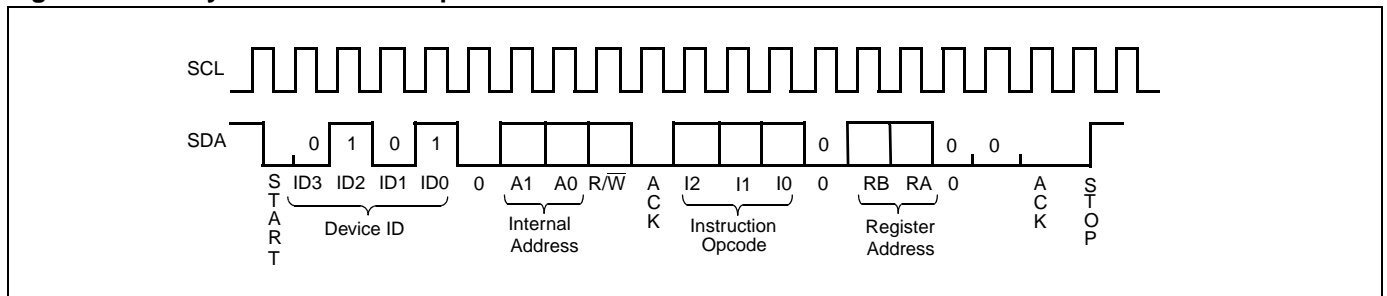 SCL
SDA
0 1 0 1 0 0 0
ID3 ID2 ID1 ID0 0 A1 A0 R/W̅ A C K I2 I1 I0 0 RB RA 0 A C K
S T A R T
S T O P
Device ID
Internal Address
Instruction Opcode
Register Address